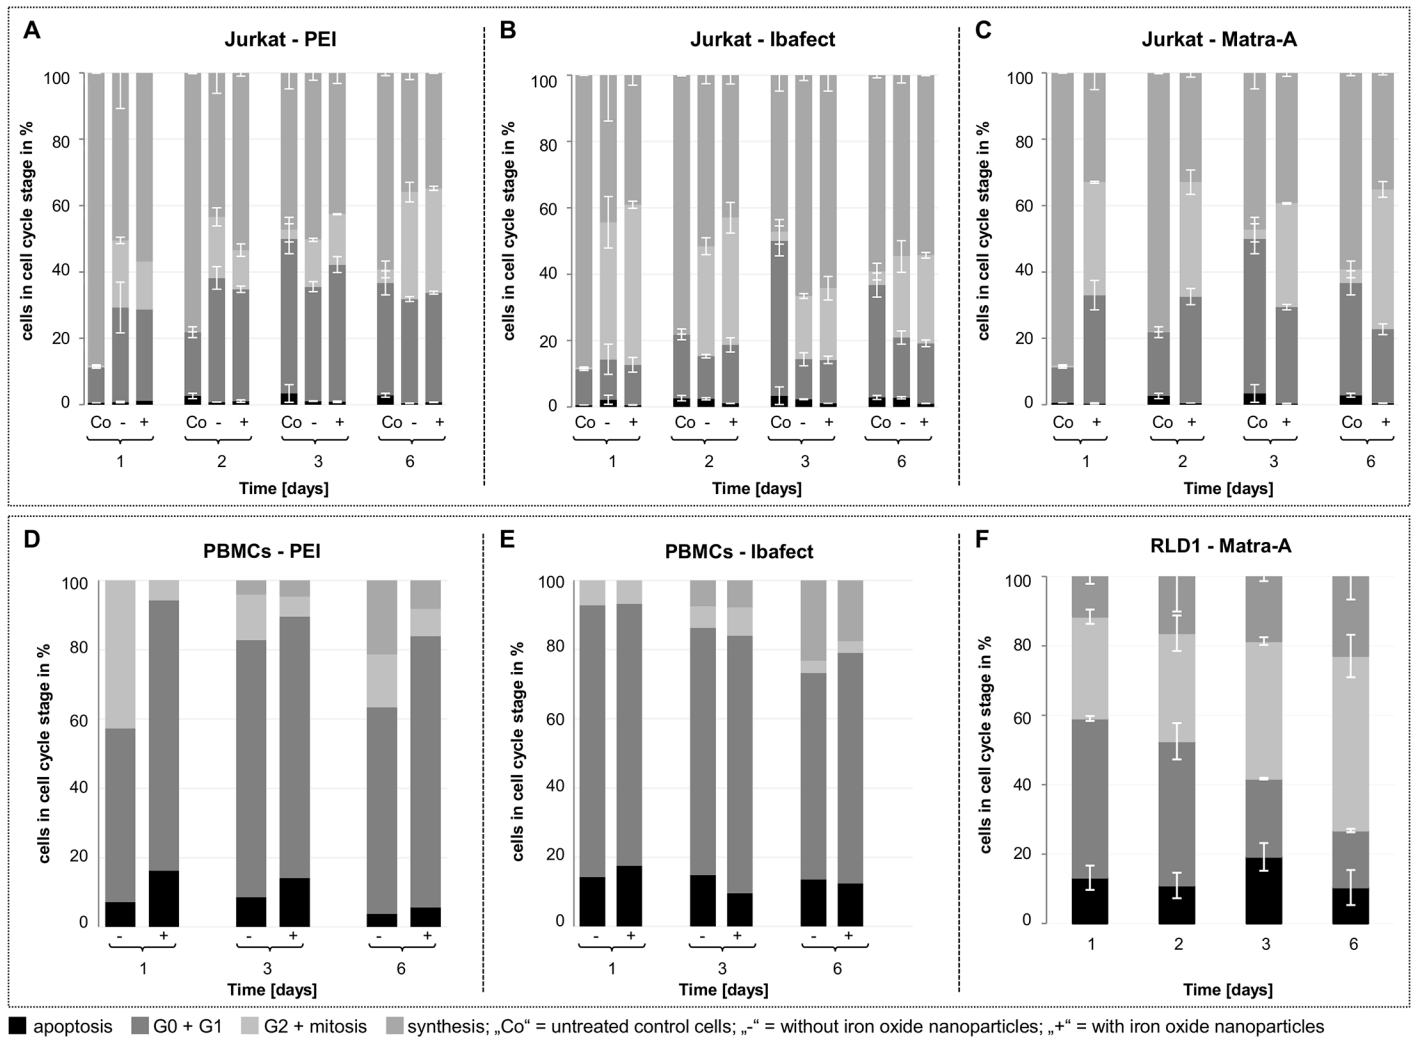 A
Jurkat - PEI
cells in cell cycle stage in %
100
80
60
40
20
0
Co - + Co - + Co - + Co - +
1 2 3 6
Time [days]
B
Jurkat - Ibafect
cells in cell cycle stage in %
100
80
60
40
20
0
Co - + Co - + Co - + Co - +
1 2 3 6
Time [days]
C
Jurkat - Matra-A
cells in cell cycle stage in %
100
80
60
40
20
0
Co + Co + Co + Co +
1 2 3 6
Time [days]
D
PBMCs - PEI
cells in cell cycle stage in %
100
80
60
40
20
0
- + - + - +
1 3 6
Time [days]
E
PBMCs - Ibafect
cells in cell cycle stage in %
100
80
60
40
20
0
- + - + - +
1 3 6
Time [days]
F
RLD1 - Matra-A
cells in cell cycle stage in %
100
80
60
40
20
0
1 2 3 6
Time [days]
apoptosis G0 + G1 G2 + mitosis synthesis; „Co“ = untreated control cells; „-“ = without iron oxide nanoparticles; „+“ = with iron oxide nanoparticles